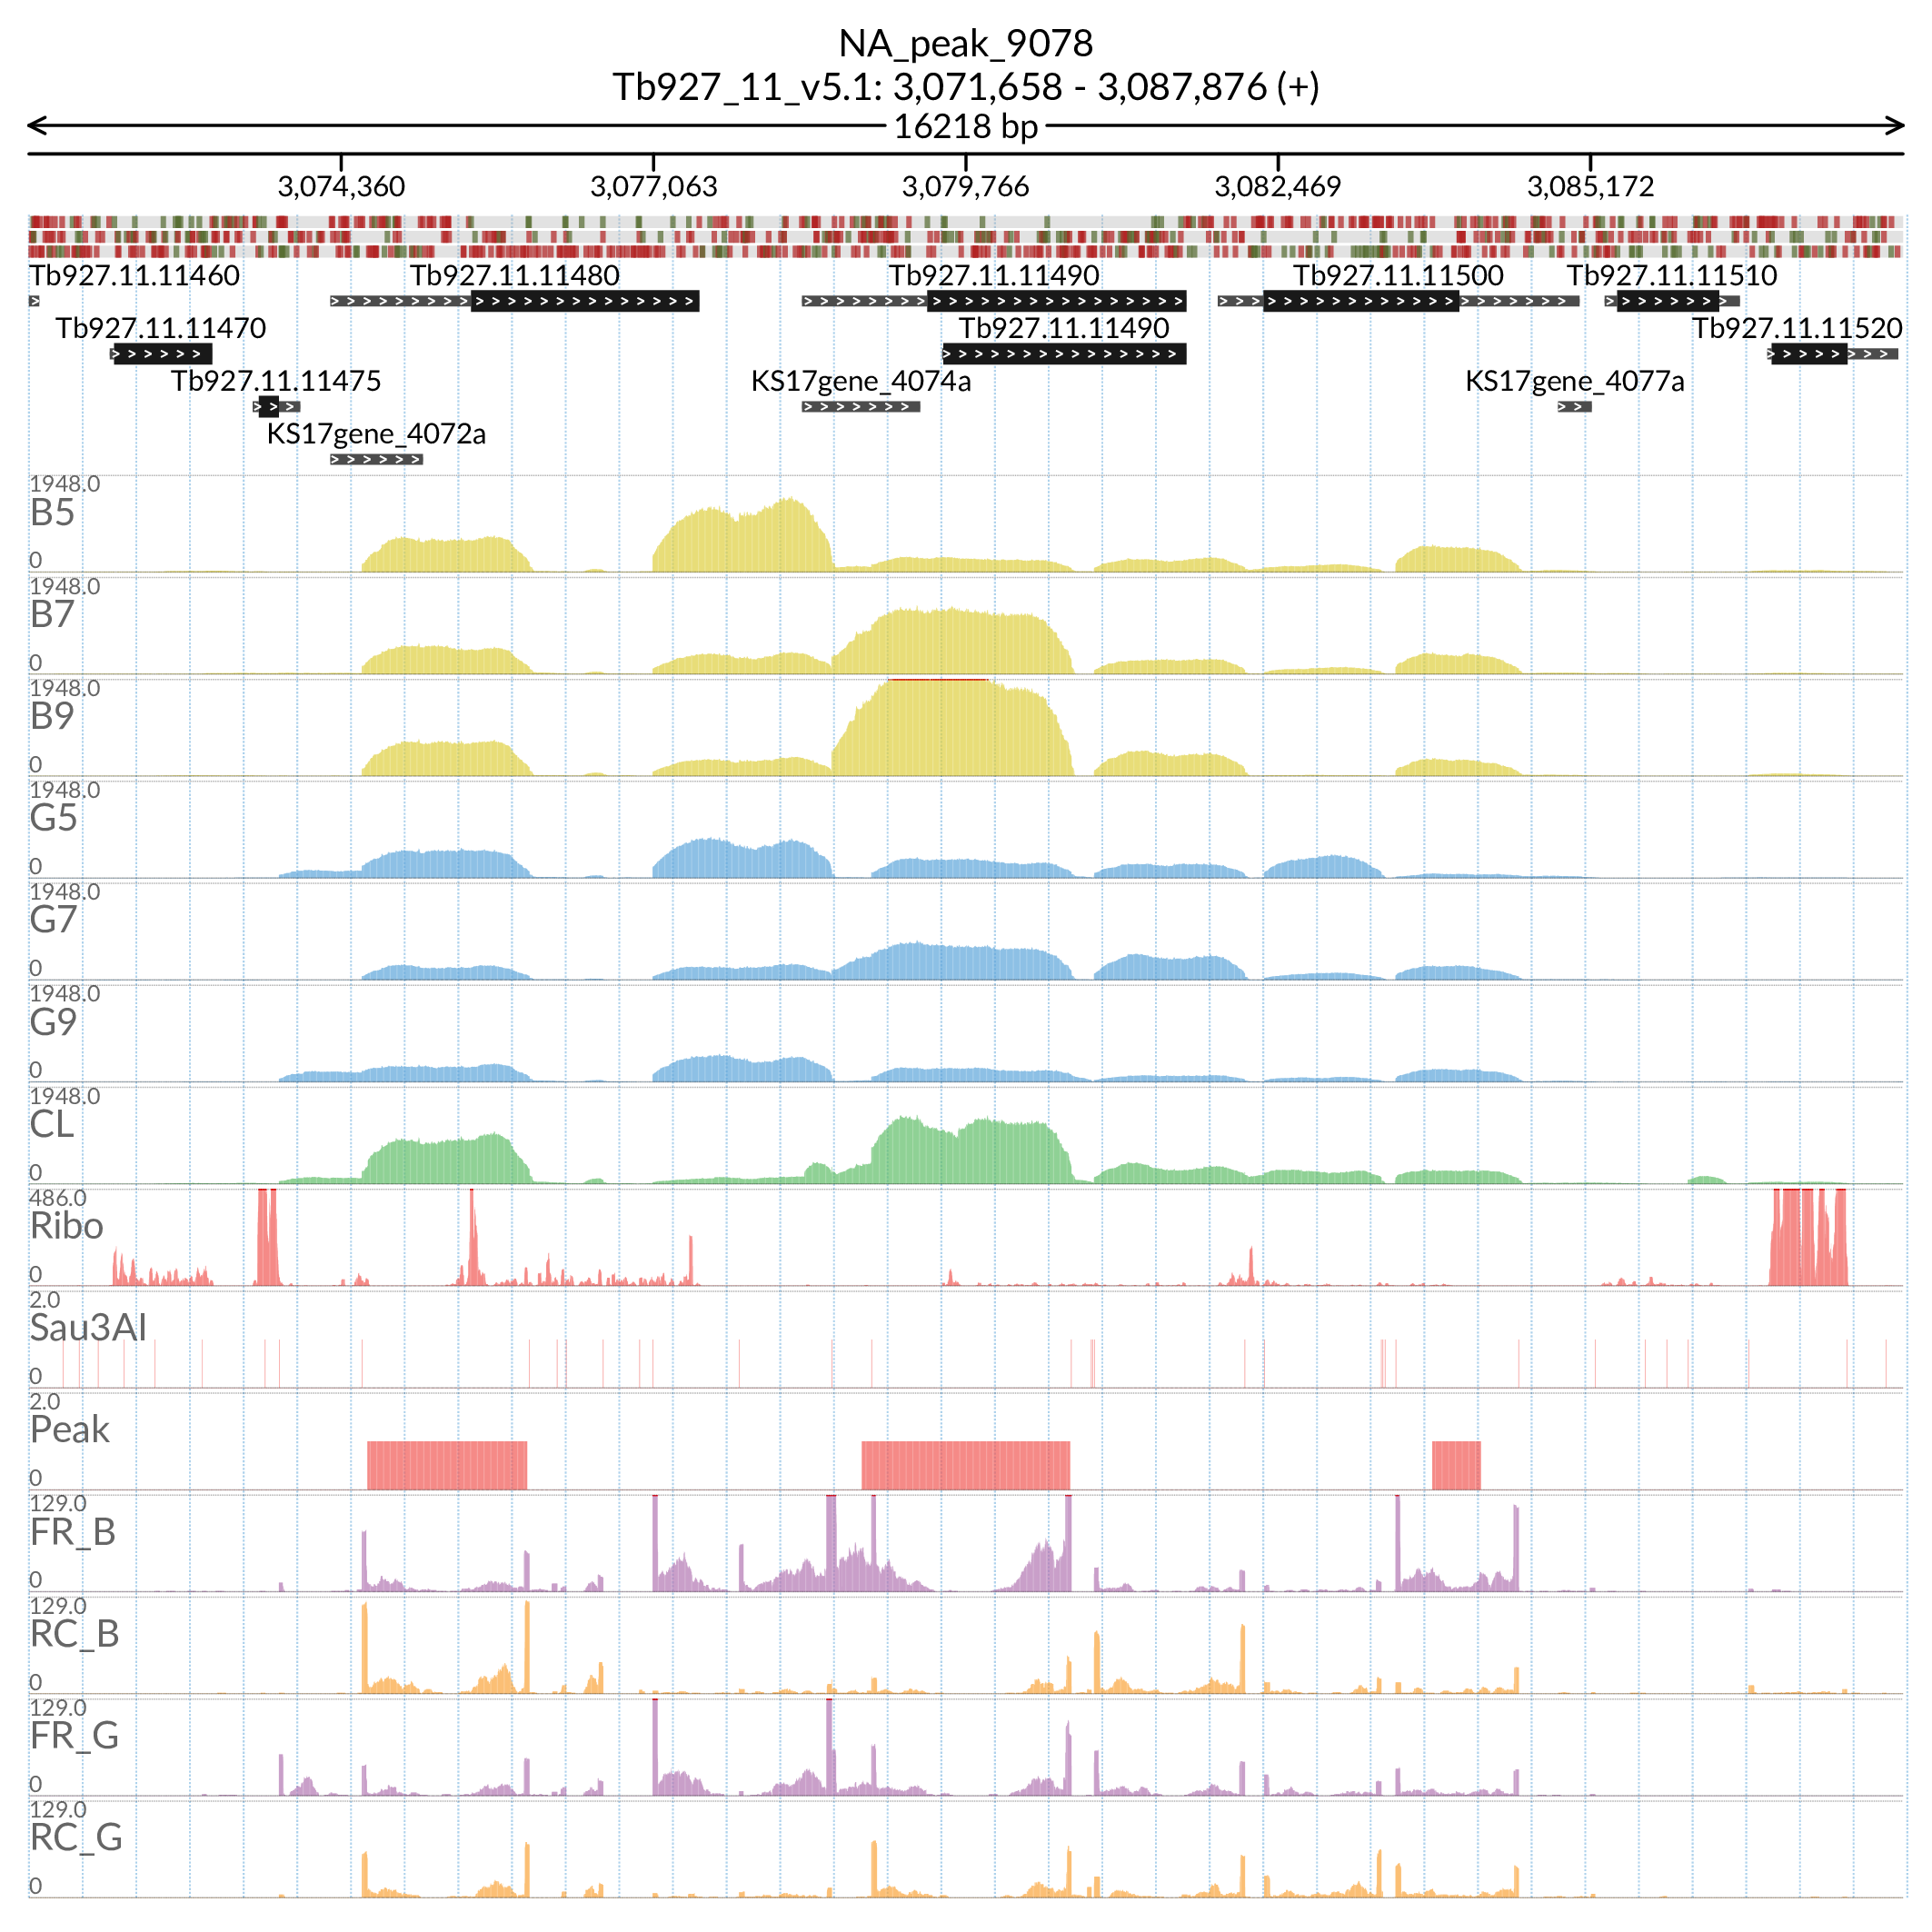 NA_peak_9078
Tb927_11_v5.1: 3,071,658 - 3,087,876 (+)
16218 bp
3,074,360 3,077,063 3,079,766 3,082,469 3,085,172
Tb927.11.11460 Tb927.11.11480 Tb927.11.11490 Tb927.11.11500 Tb927.11.11510
Tb927.11.11470 Tb927.11.11490 Tb927.11.11520
Tb927.11.11475 KS17gene_4074a KS17gene_4077a
KS17gene_4072a
1948.0
B5
0
1948.0
B7
0
1948.0
B9
0
1948.0
G5
0
1948.0
G7
0
1948.0
G9
0
1948.0
CL
0
486.0
Ribo
0
2.0
Sau3AI
0
2.0
Peak
0
129.0
FR_B
0
129.0
RC_B
0
129.0
FR_G
0
129.0
RC_G
0